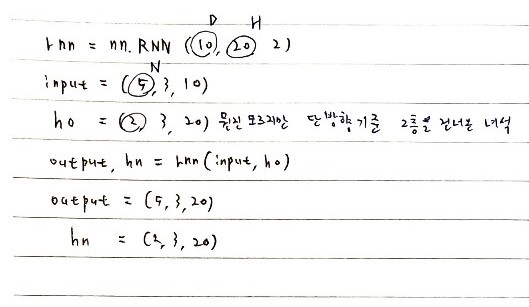 D H
rnn = nn.RNN (10, 20 2)
N
input = (5, 3, 10)
h0 = (2, 3, 20) 뭔진 모르지만 단방향기준 2층을 건너온 녀석
output, hn = rnn(input, h0)
output = (5, 3, 20)
hn = (2, 3, 20)